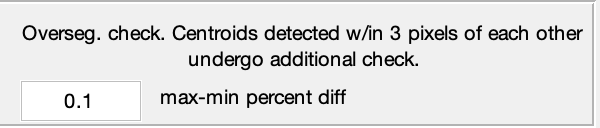 Overseg. check. Centroids detected w/in 3 pixels of each other
undergo additional check.
0.1 max-min percent diff